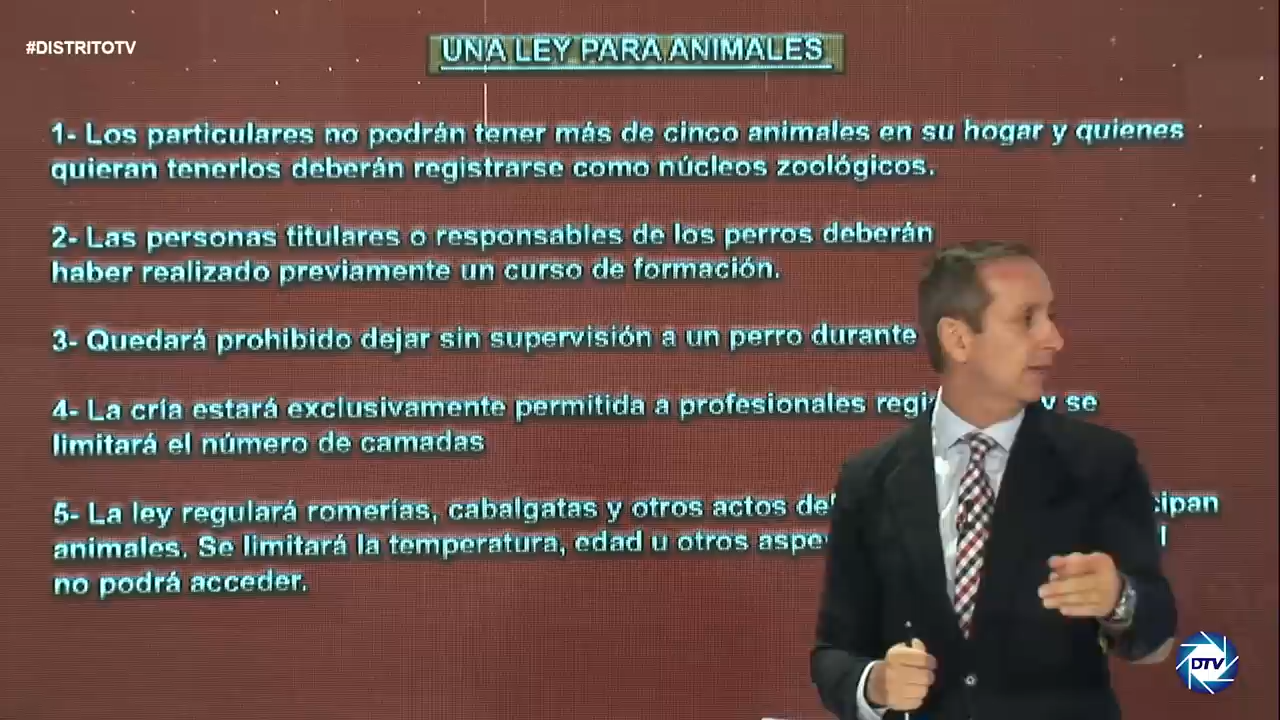 #DISTRITOTV
UNA LEY PARA ANIMALES
1- Los particulares no podrán tener más de cinco animales en su hogar y quienes
quieran tenerlos deberán registrarse como núcleos zoológicos.
2- Las personas titulares o responsables de los perros deberán
haber realizado previamente un curso de formación.
3- Quedará prohibido dejar sin supervisión a un perro durante
4- La cría estará exclusivamente permitida a profesionales y se
limitará el número de camadas
5- La ley regulará romerías, cabalgatas y otros actos
animales. Se limitará la temperatura, edad u otros
no podrá acceder.
DTV